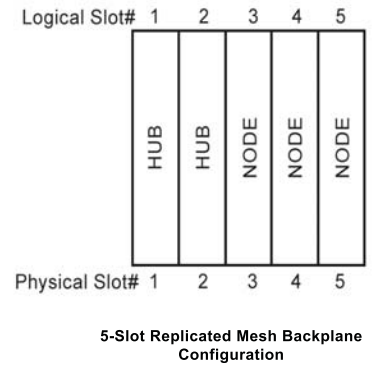 Logical Slot# 1 2 3 4 5
HUB HUB NODE NODE NODE
Physical Slot# 1 2 3 4 5
5-Slot Replicated Mesh Backplane
Configuration